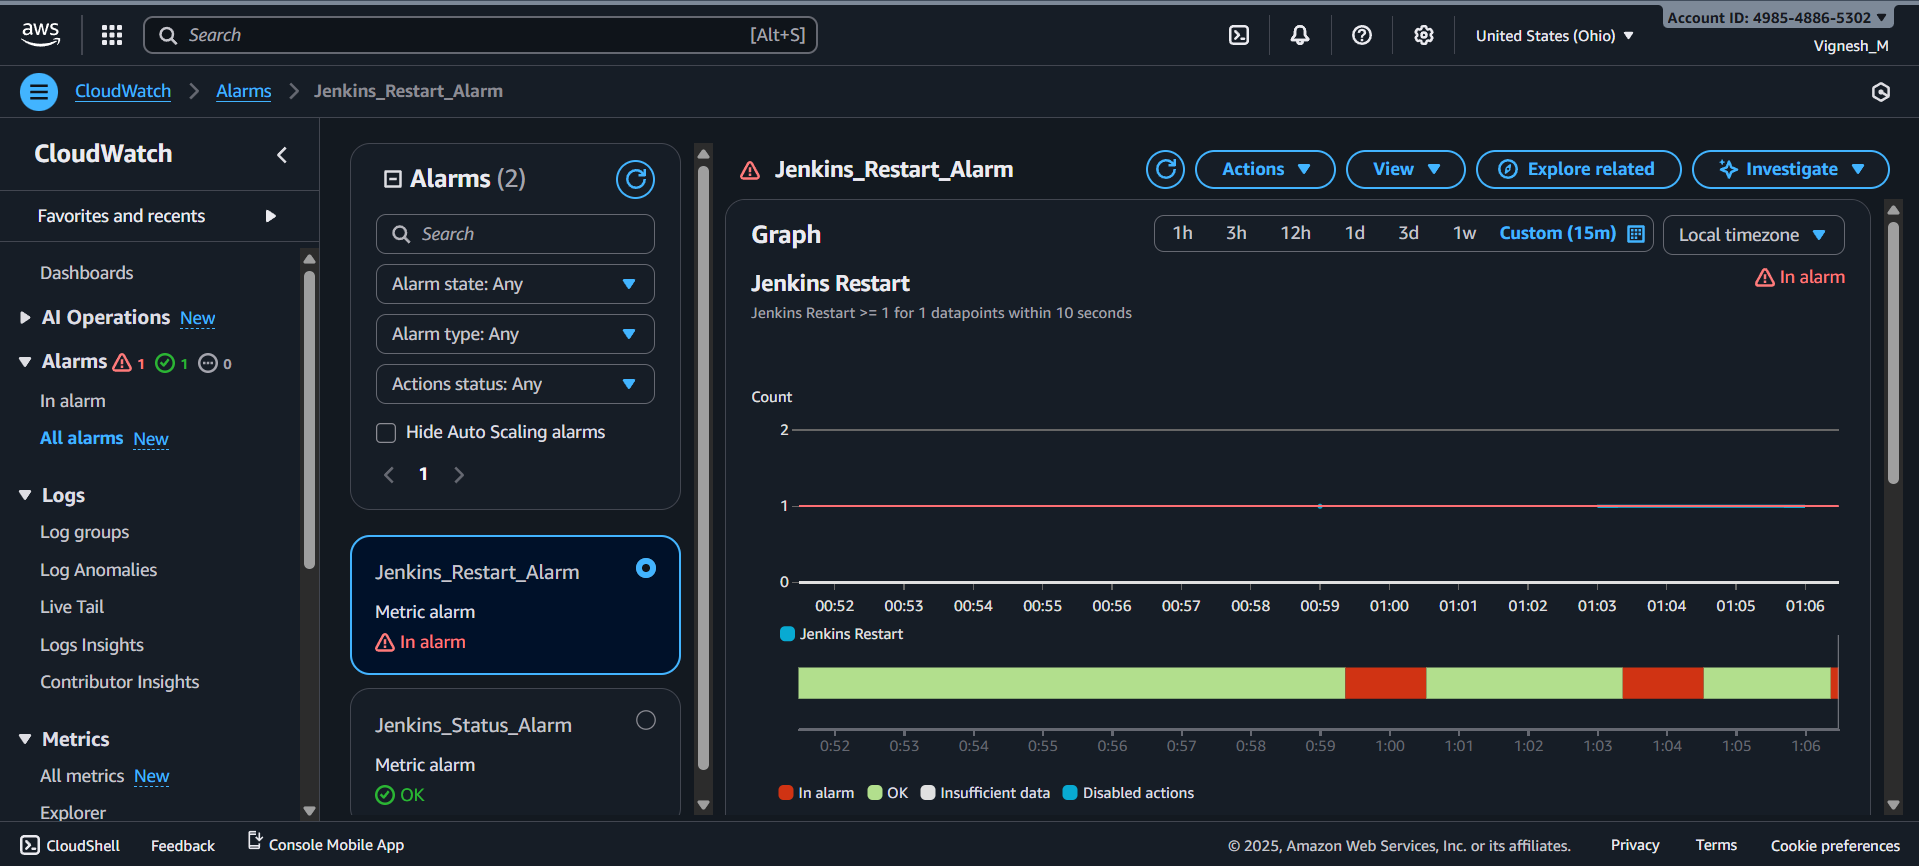 aws
Search
[Alt+S]
United States (Ohio)
Account ID: 4985-4886-5302
Vignesh_M
CloudWatch
Alarms
Jenkins_Restart_Alarm
CloudWatch
Favorites and recents
Dashboards
AI Operations New
Alarms 1 1 0
In alarm
All alarms New
Logs
Log groups
Log Anomalies
Live Tail
Logs Insights
Contributor Insights
Metrics
All metrics New
Explorer
Alarms (2)
Search
Alarm state: Any
Alarm type: Any
Actions status: Any
Hide Auto Scaling alarms
1
Jenkins_Restart_Alarm
Metric alarm
In alarm
Jenkins_Status_Alarm
Metric alarm
OK
Jenkins_Restart_Alarm
Actions
View
Explore related
Investigate
Graph
1h 3h 12h 1d 3d 1w Custom (15m)
Local timezone
Jenkins Restart
In alarm
Jenkins Restart >= 1 for 1 datapoints within 10 seconds
Count
2
1
0
00:52 00:53 00:54 00:55 00:56 00:57 00:58 00:59 01:00 01:01 01:02 01:03 01:04 01:05 01:06
Jenkins Restart
0:52 0:53 0:54 0:55 0:56 0:57 0:58 0:59 1:00 1:01 1:02 1:03 1:04 1:05 1:06
In alarm OK Insufficient data Disabled actions
CloudShell Feedback Console Mobile App
© 2025, Amazon Web Services, Inc. or its affiliates. Privacy Terms Cookie preferences